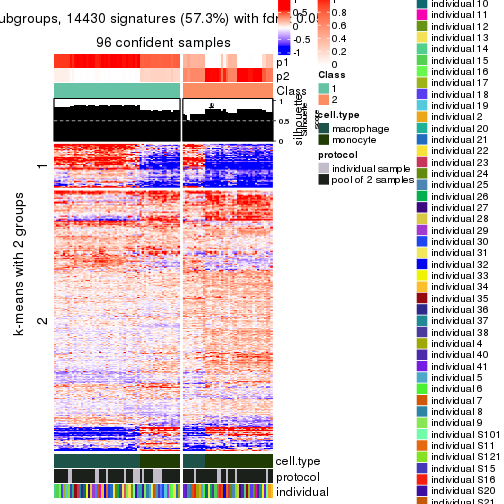 ubgroups, 14430 signatures (57.3%) with fdr
96 confident samples
p1
p2
Class
silhouette
1
0.5
0
k-means with 2 groups
1
2
cell.type
protocol
individual
0.5
0
-0.5
-1
1
0.8
0.6
0.4
0.2
0
Class
1
2
cell.type
macrophage
monocyte
protocol
individual sample
pool of 2 samples
individual 10
individual 11
individual 12
individual 13
individual 14
individual 15
individual 16
individual 17
individual 18
individual 19
individual 2
individual 20
individual 21
individual 22
individual 23
individual 24
individual 25
individual 26
individual 27
individual 28
individual 29
individual 30
individual 31
individual 32
individual 33
individual 34
individual 35
individual 36
individual 37
individual 38
individual 4
individual 40
individual 41
individual 5
individual 6
individual 7
individual 8
individual 9
individual S101
individual S11
individual S121
individual S15
individual S16
individual S20
individual S21